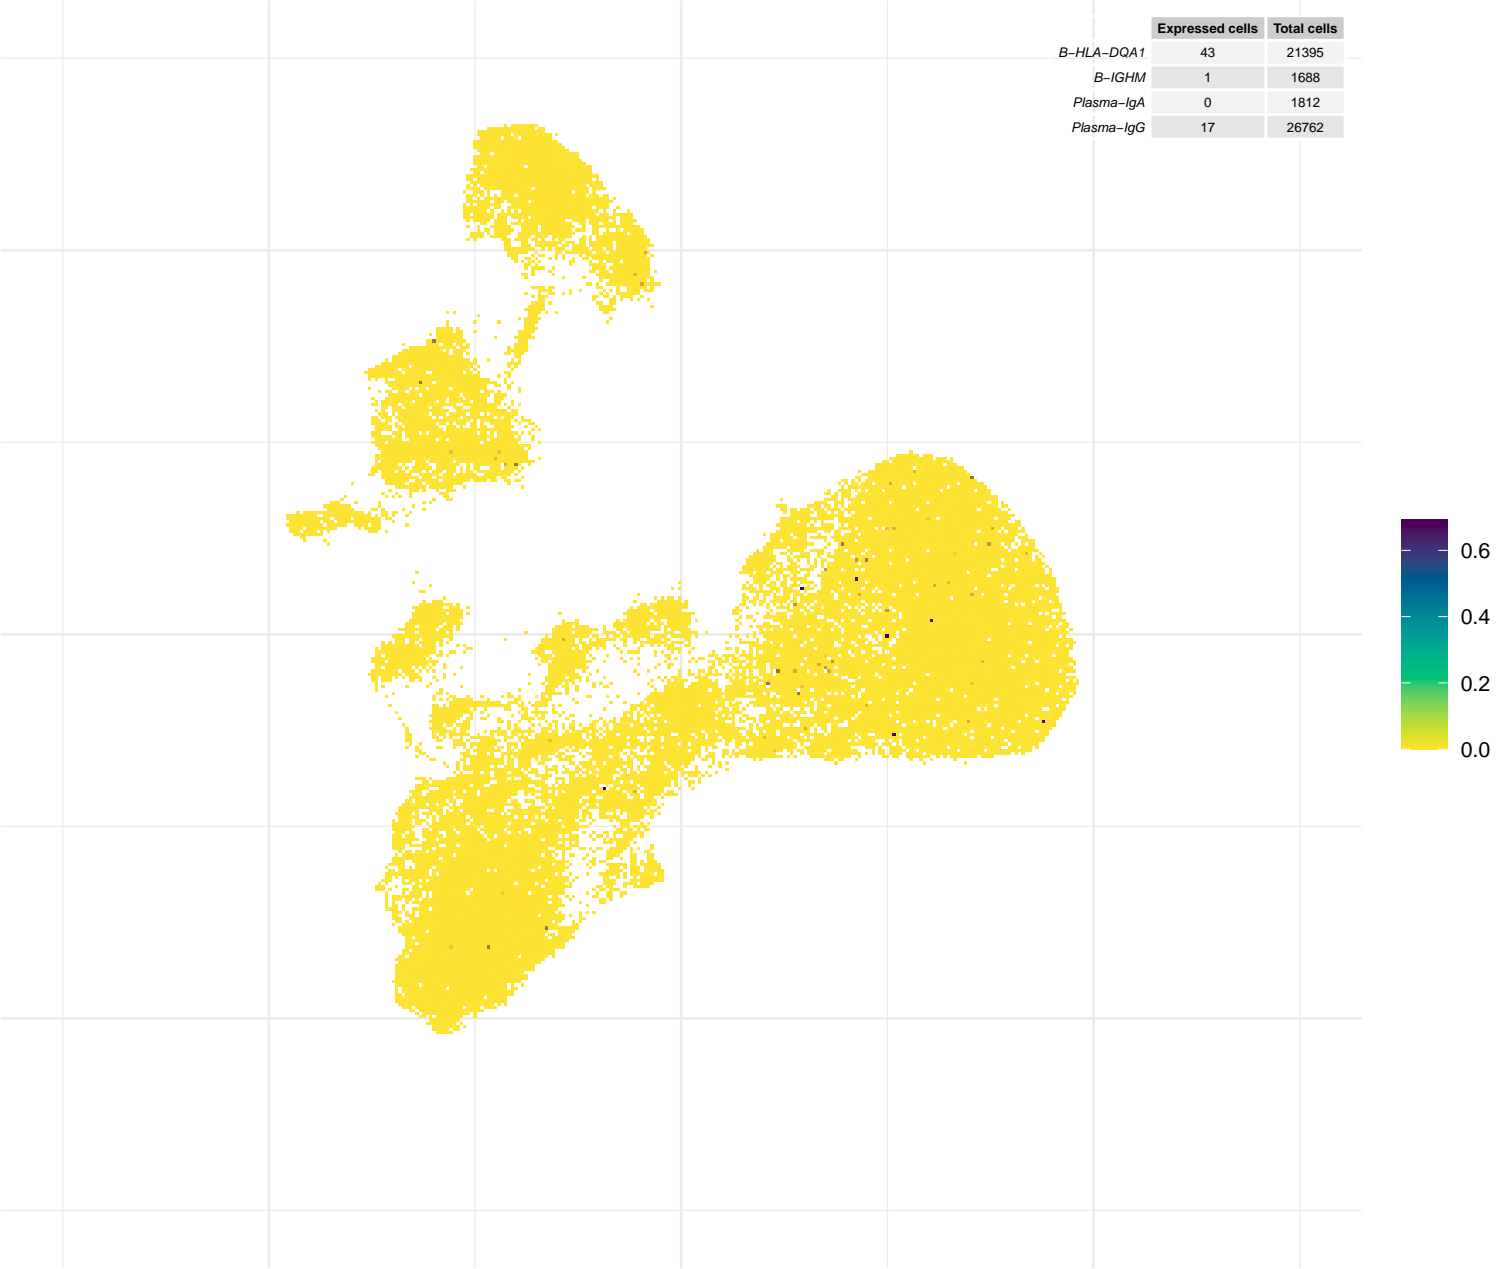 Expressed cells Total cells
B−HLA−DQA1 43 21395
B−IGHM 1 1688
Plasma−IgA 0 1812
Plasma−IgG 17 26762
0.6
0.4
0.2
0.0